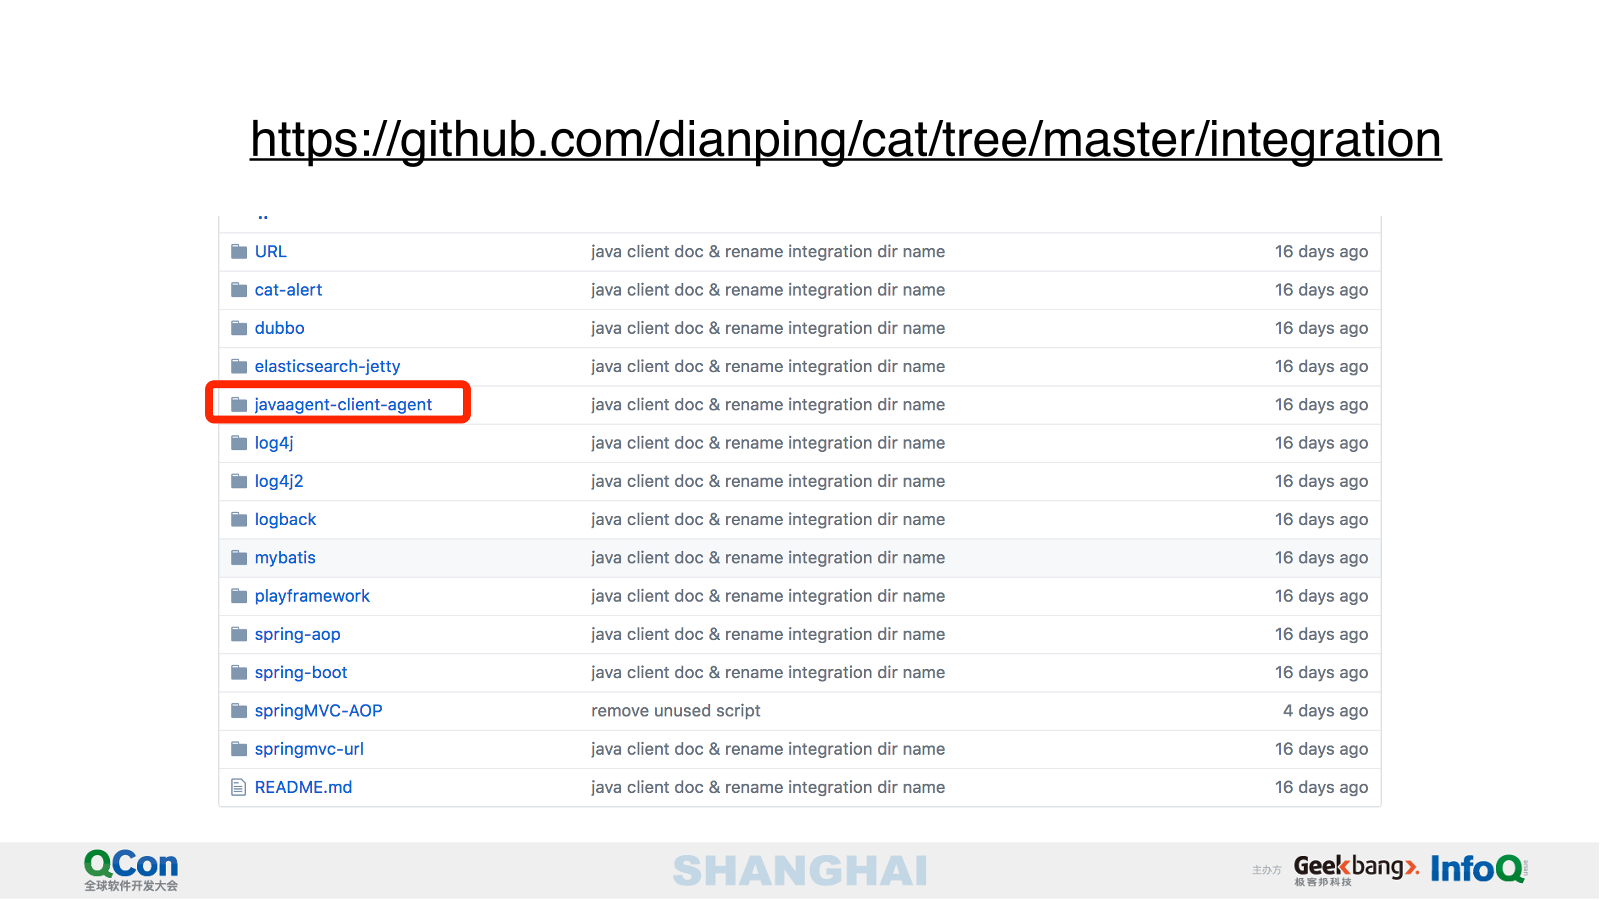 https://github.com/dianping/cat/tree/master/integration
..
URL java client doc & rename integration dir name 16 days ago
cat-alert java client doc & rename integration dir name 16 days ago
dubbo java client doc & rename integration dir name 16 days ago
elasticsearch-jetty java client doc & rename integration dir name 16 days ago
javaagent-client-agent java client doc & rename integration dir name 16 days ago
log4j java client doc & rename integration dir name 16 days ago
log4j2 java client doc & rename integration dir name 16 days ago
logback java client doc & rename integration dir name 16 days ago
mybatis java client doc & rename integration dir name 16 days ago
playframework java client doc & rename integration dir name 16 days ago
spring-aop java client doc & rename integration dir name 16 days ago
spring-boot java client doc & rename integration dir name 16 days ago
springMVC-AOP remove unused script 4 days ago
springmvc-url java client doc & rename integration dir name 16 days ago
README.md java client doc & rename integration dir name 16 days ago
QCon
全球软件开发大会
SHANGHAI
主办方
Geekbang>.
极客邦科技
InfoQ